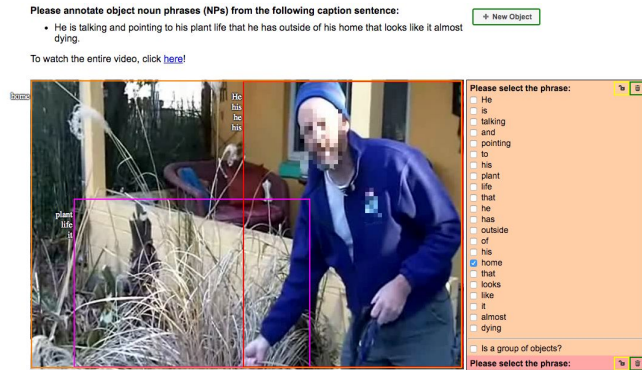 Please annotate object noun phrases (NPs) from the following caption sentence:
+ New Object
• He is talking and pointing to his plant life that he has outside of his home that looks like it almost
dying.
To watch the entire video, click here!
home
He
his
he
his
plant
life
it
Please select the phrase:
He
is
talking
and
pointing
to
his
plant
life
that
he
has
outside
of
his
home
that
looks
like
it
almost
dying
Is a group of objects?
Please select the phrase: